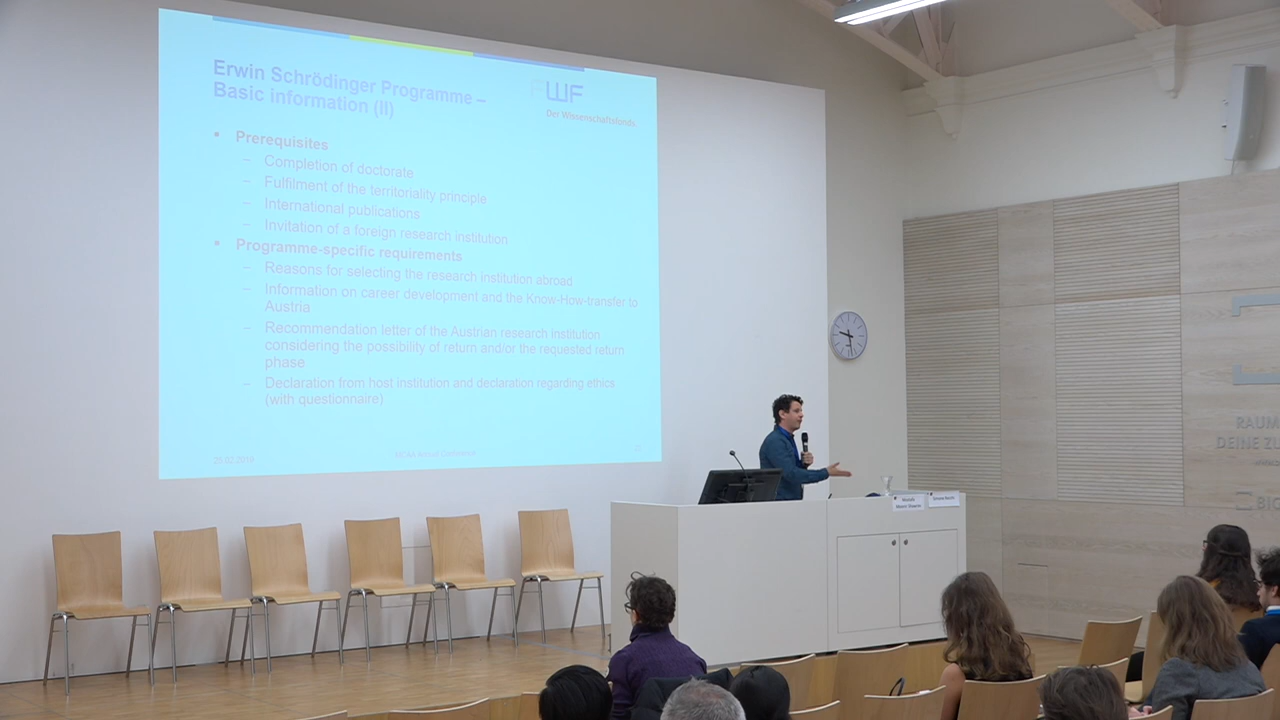 Erwin Schrödinger Programme –
Basic information (II)
FWF
Der Wissenschaftsfonds.
▪ Prerequisites
– Completion of doctorate
– Fulfilment of the territoriality principle
– International publications
– Invitation of a foreign research institution
▪ Programme-specific requirements
– Reasons for selecting the research institution abroad
– Information on career development and the Know-How-transfer to
Austria
– Recommendation letter of the Austrian research institution
considering the possibility of return and/or the requested return
phase
– Declaration from host institution and declaration regarding ethics
(with questionnaire)
MCAA Annual Conference
RAUM
DEINE ZU